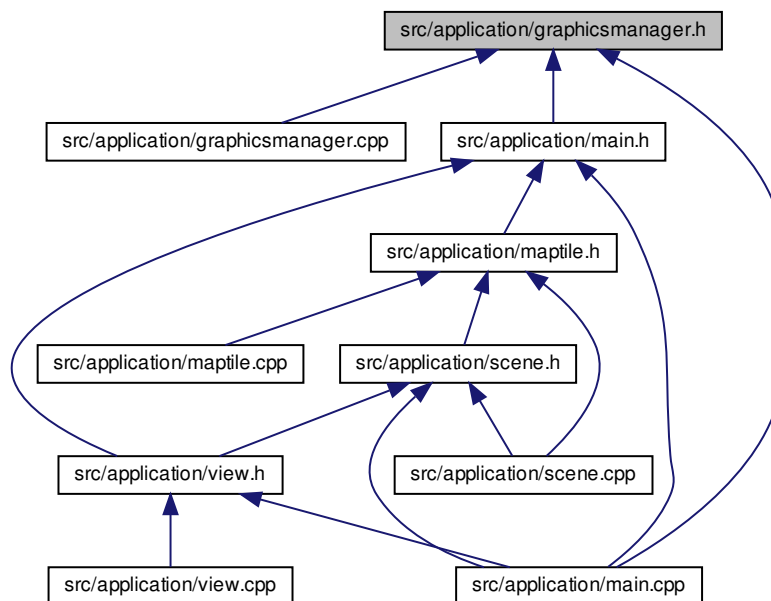 src/application/graphicsmanager.h
src/application/graphicsmanager.cpp
src/application/main.h
src/application/maptile.h
src/application/maptile.cpp
src/application/scene.h
src/application/view.h
src/application/scene.cpp
src/application/view.cpp
src/application/main.cpp